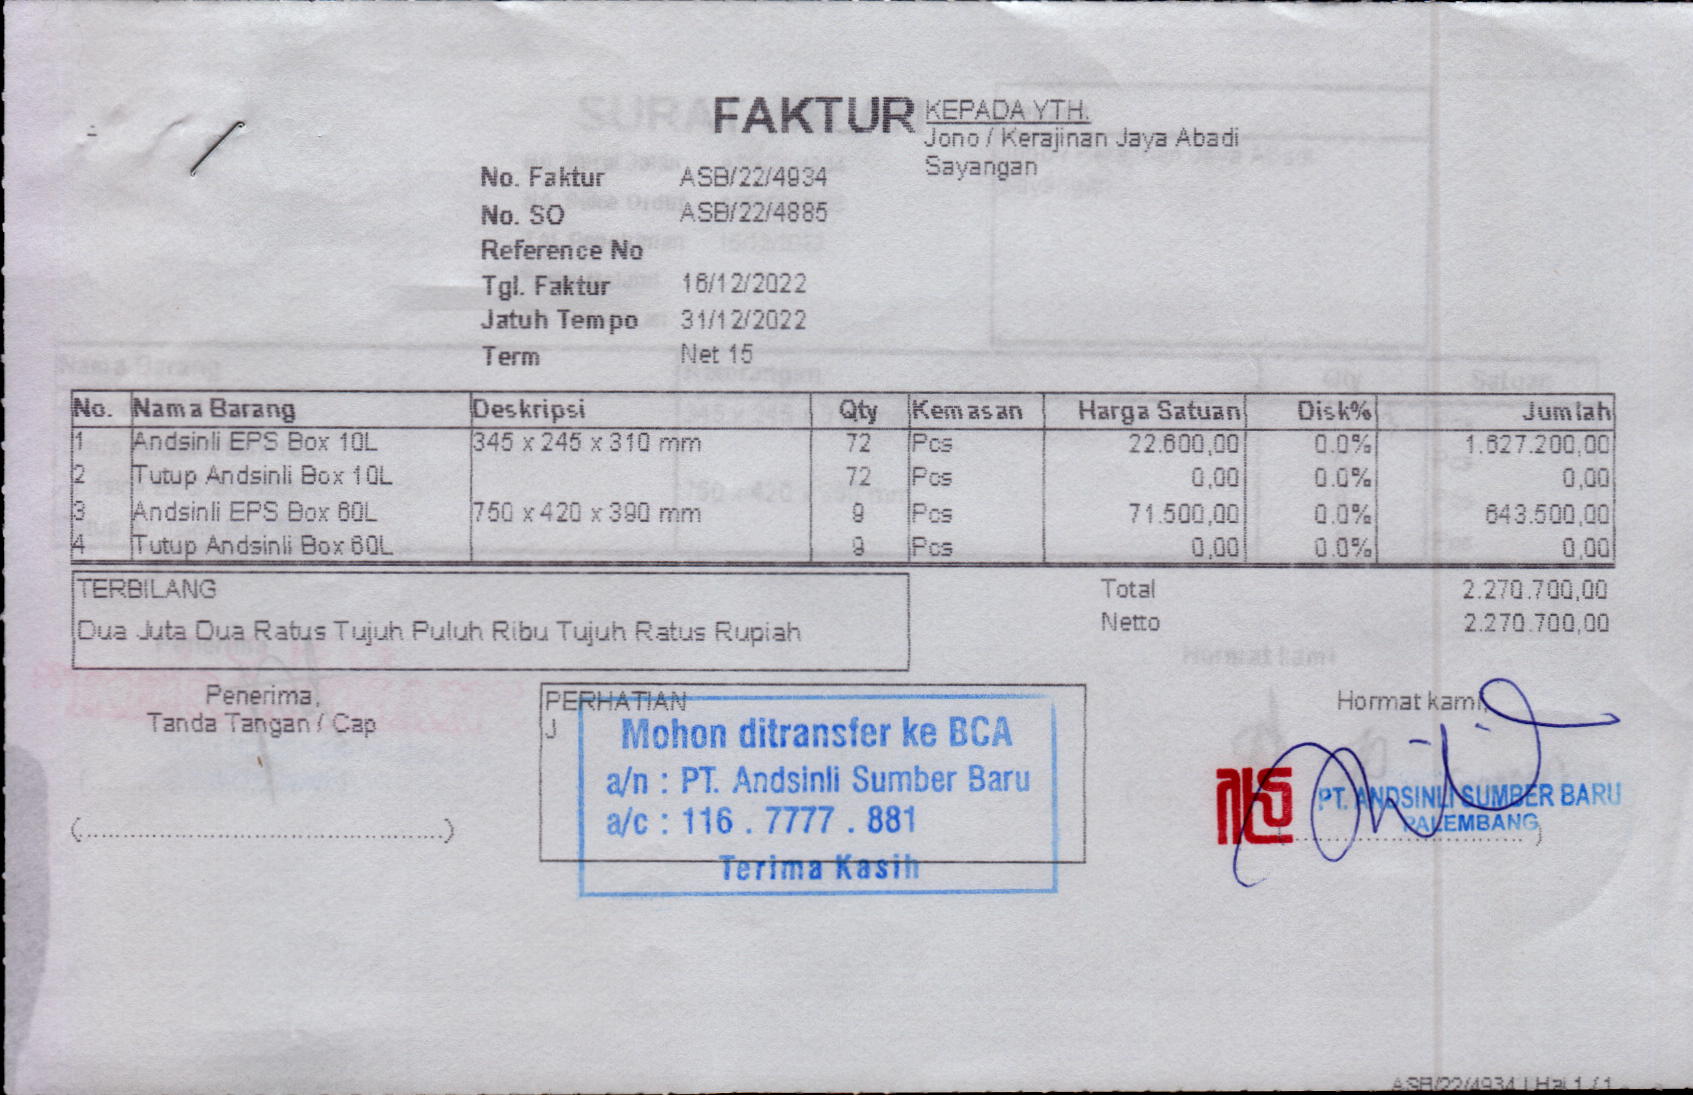 FAKTUR
KEPADA YTH.
Jono / Kerajinan Jaya Abadi
Sayangan
No. Faktur ASB/22/4934
No. SO ASB/22/4885
Reference No
Tgl. Faktur 16/12/2022
Jatuh Tempo 31/12/2022
Term Net 15
No. Nama Barang Deskripsi Qty Kemasan Harga Satuan Disk% Jumlah
1 Andsinli EPS Box 10L 345 x 245 x 310 mm 72 Pcs 22.600,00 0.0% 1.627.200,00
2 Tutup Andsinli Box 10L 72 Pcs 0,00 0.0% 0,00
3 Andsinli EPS Box 60L 750 x 420 x 390 mm 9 Pcs 71.500,00 0.0% 643.500,00
4 Tutup Andsinli Box 60L 9 Pcs 0,00 0.0% 0,00
TERBILANG
Dua Juta Dua Ratus Tujuh Puluh Ribu Tujuh Ratus Rupiah
Total 2.270.700,00
Netto 2.270.700,00
Penerima,
Tanda Tangan / Cap
(............................................)
PERHATIAN
J
Mohon ditransfer ke BCA
a/n : PT. Andsinli Sumber Baru
a/c : 116 . 7777 . 881
Terima Kasih
Hormat kami,
PT. ANDSINLI SUMBER BARU
PALEMBANG
ASB/22/4934 | Hal 1 / 1